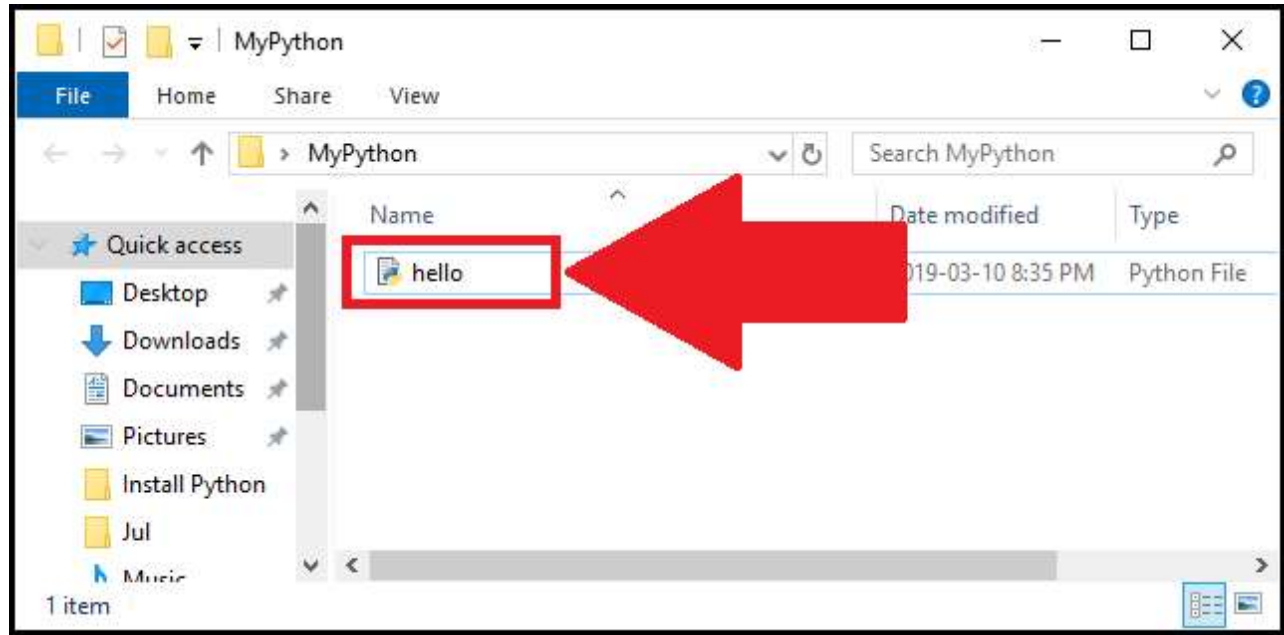 MyPython
File Home Share View
MyPython Search MyPython
Name Date modified Type
Quick access
hello 019-03-10 8:35 PM Python File
Desktop
Downloads
Documents
Pictures
Install Python
Jul
Music
1 item